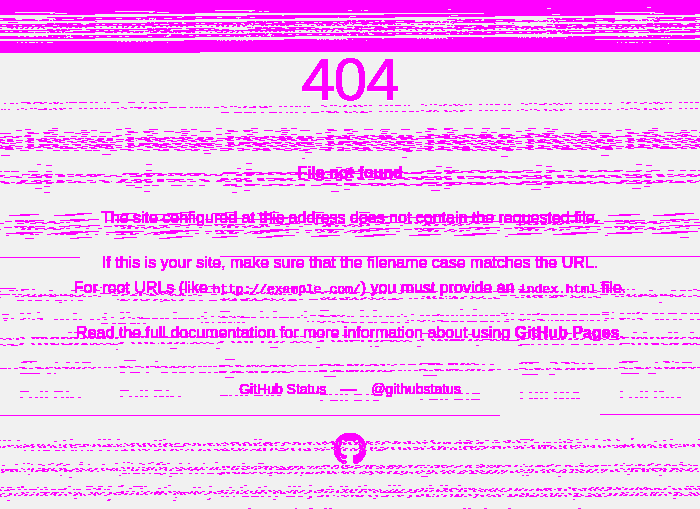 404
File not found
The site configured at this address does not contain the requested file.
If this is your site, make sure that the filename case matches the URL.
For root URLs (like http://example.com/) you must provide an index.html file.
Read the full documentation for more information about using GitHub Pages.
GitHub Status — @githubstatus